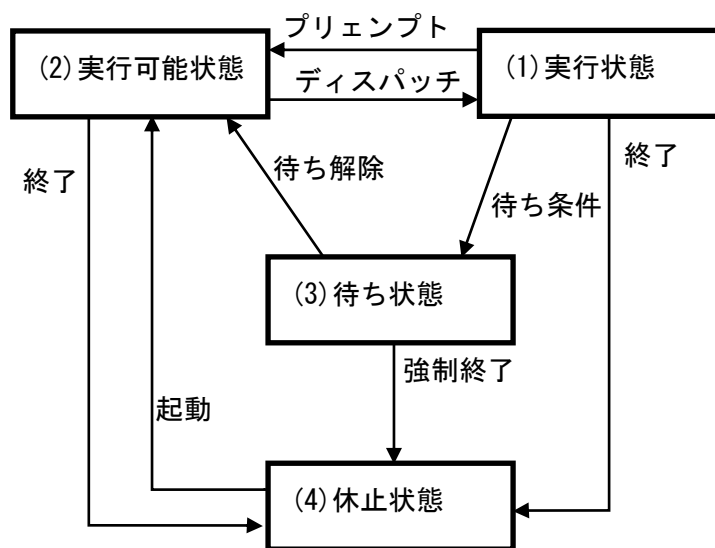 プリェンプト
(2)実行可能状態
(1)実行状態
ディスパッチ
終了
待ち解除
終了
待ち条件
(3)待ち状態
強制終了
起動
(4)休止状態